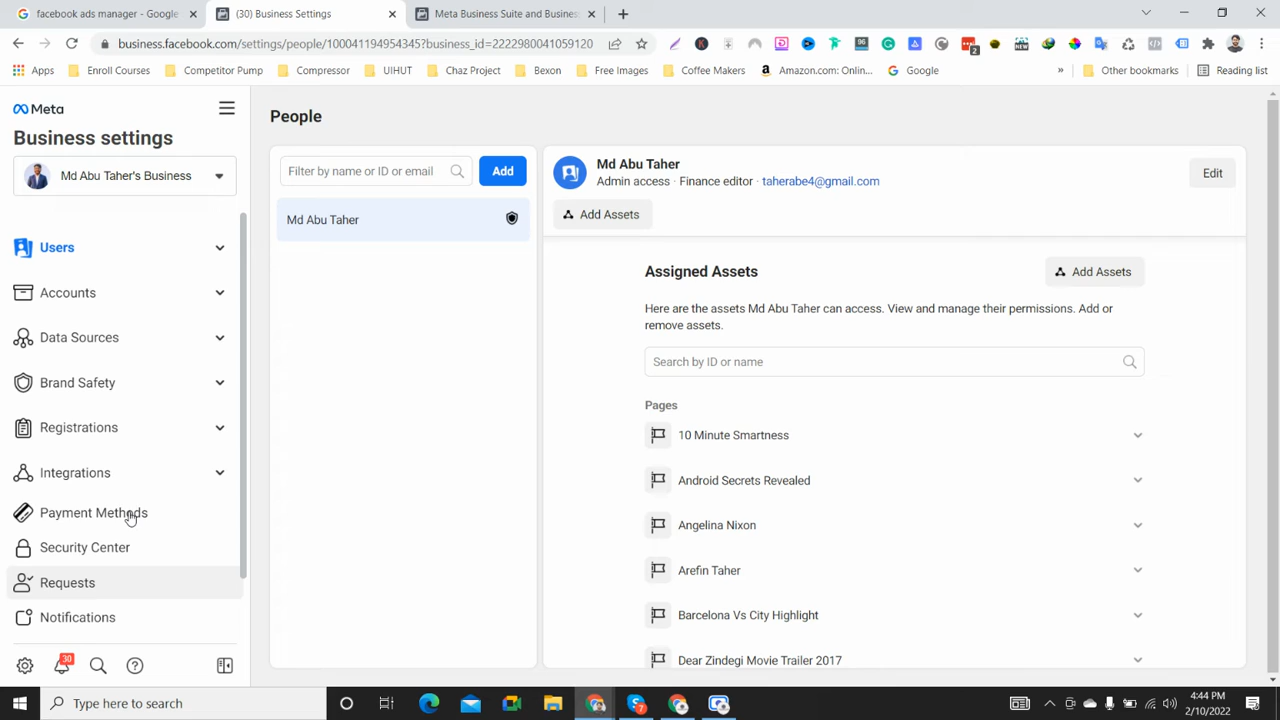 facebook ads manager - Google
(30) Business Settings
Meta Business Suite and Busines
business.facebook.com/settings/people/100041194954345?business_id=2222980041059120
Apps
Enroll Courses
Competitor Pump
Compressor
UIHUT
Chaz Project
Bexon
Free Images
Coffee Makers
Amazon.com: Onlin...
Google
»
Other bookmarks
Reading list
Meta
Business settings
Md Abu Taher's Business
Users
Accounts
Data Sources
Brand Safety
Registrations
Integrations
Payment Methods
Security Center
Requests
Notifications
30
People
Filter by name or ID or email
Add
Md Abu Taher
Md Abu Taher
Admin access · Finance editor · taherabe4@gmail.com
Edit
Add Assets
Assigned Assets
Add Assets
Here are the assets Md Abu Taher can access. View and manage their permissions. Add or
remove assets.
Search by ID or name
Pages
10 Minute Smartness
Android Secrets Revealed
Angelina Nixon
Arefin Taher
Barcelona Vs City Highlight
Dear Zindegi Movie Trailer 2017
Type here to search
4:44 PM
2/10/2022